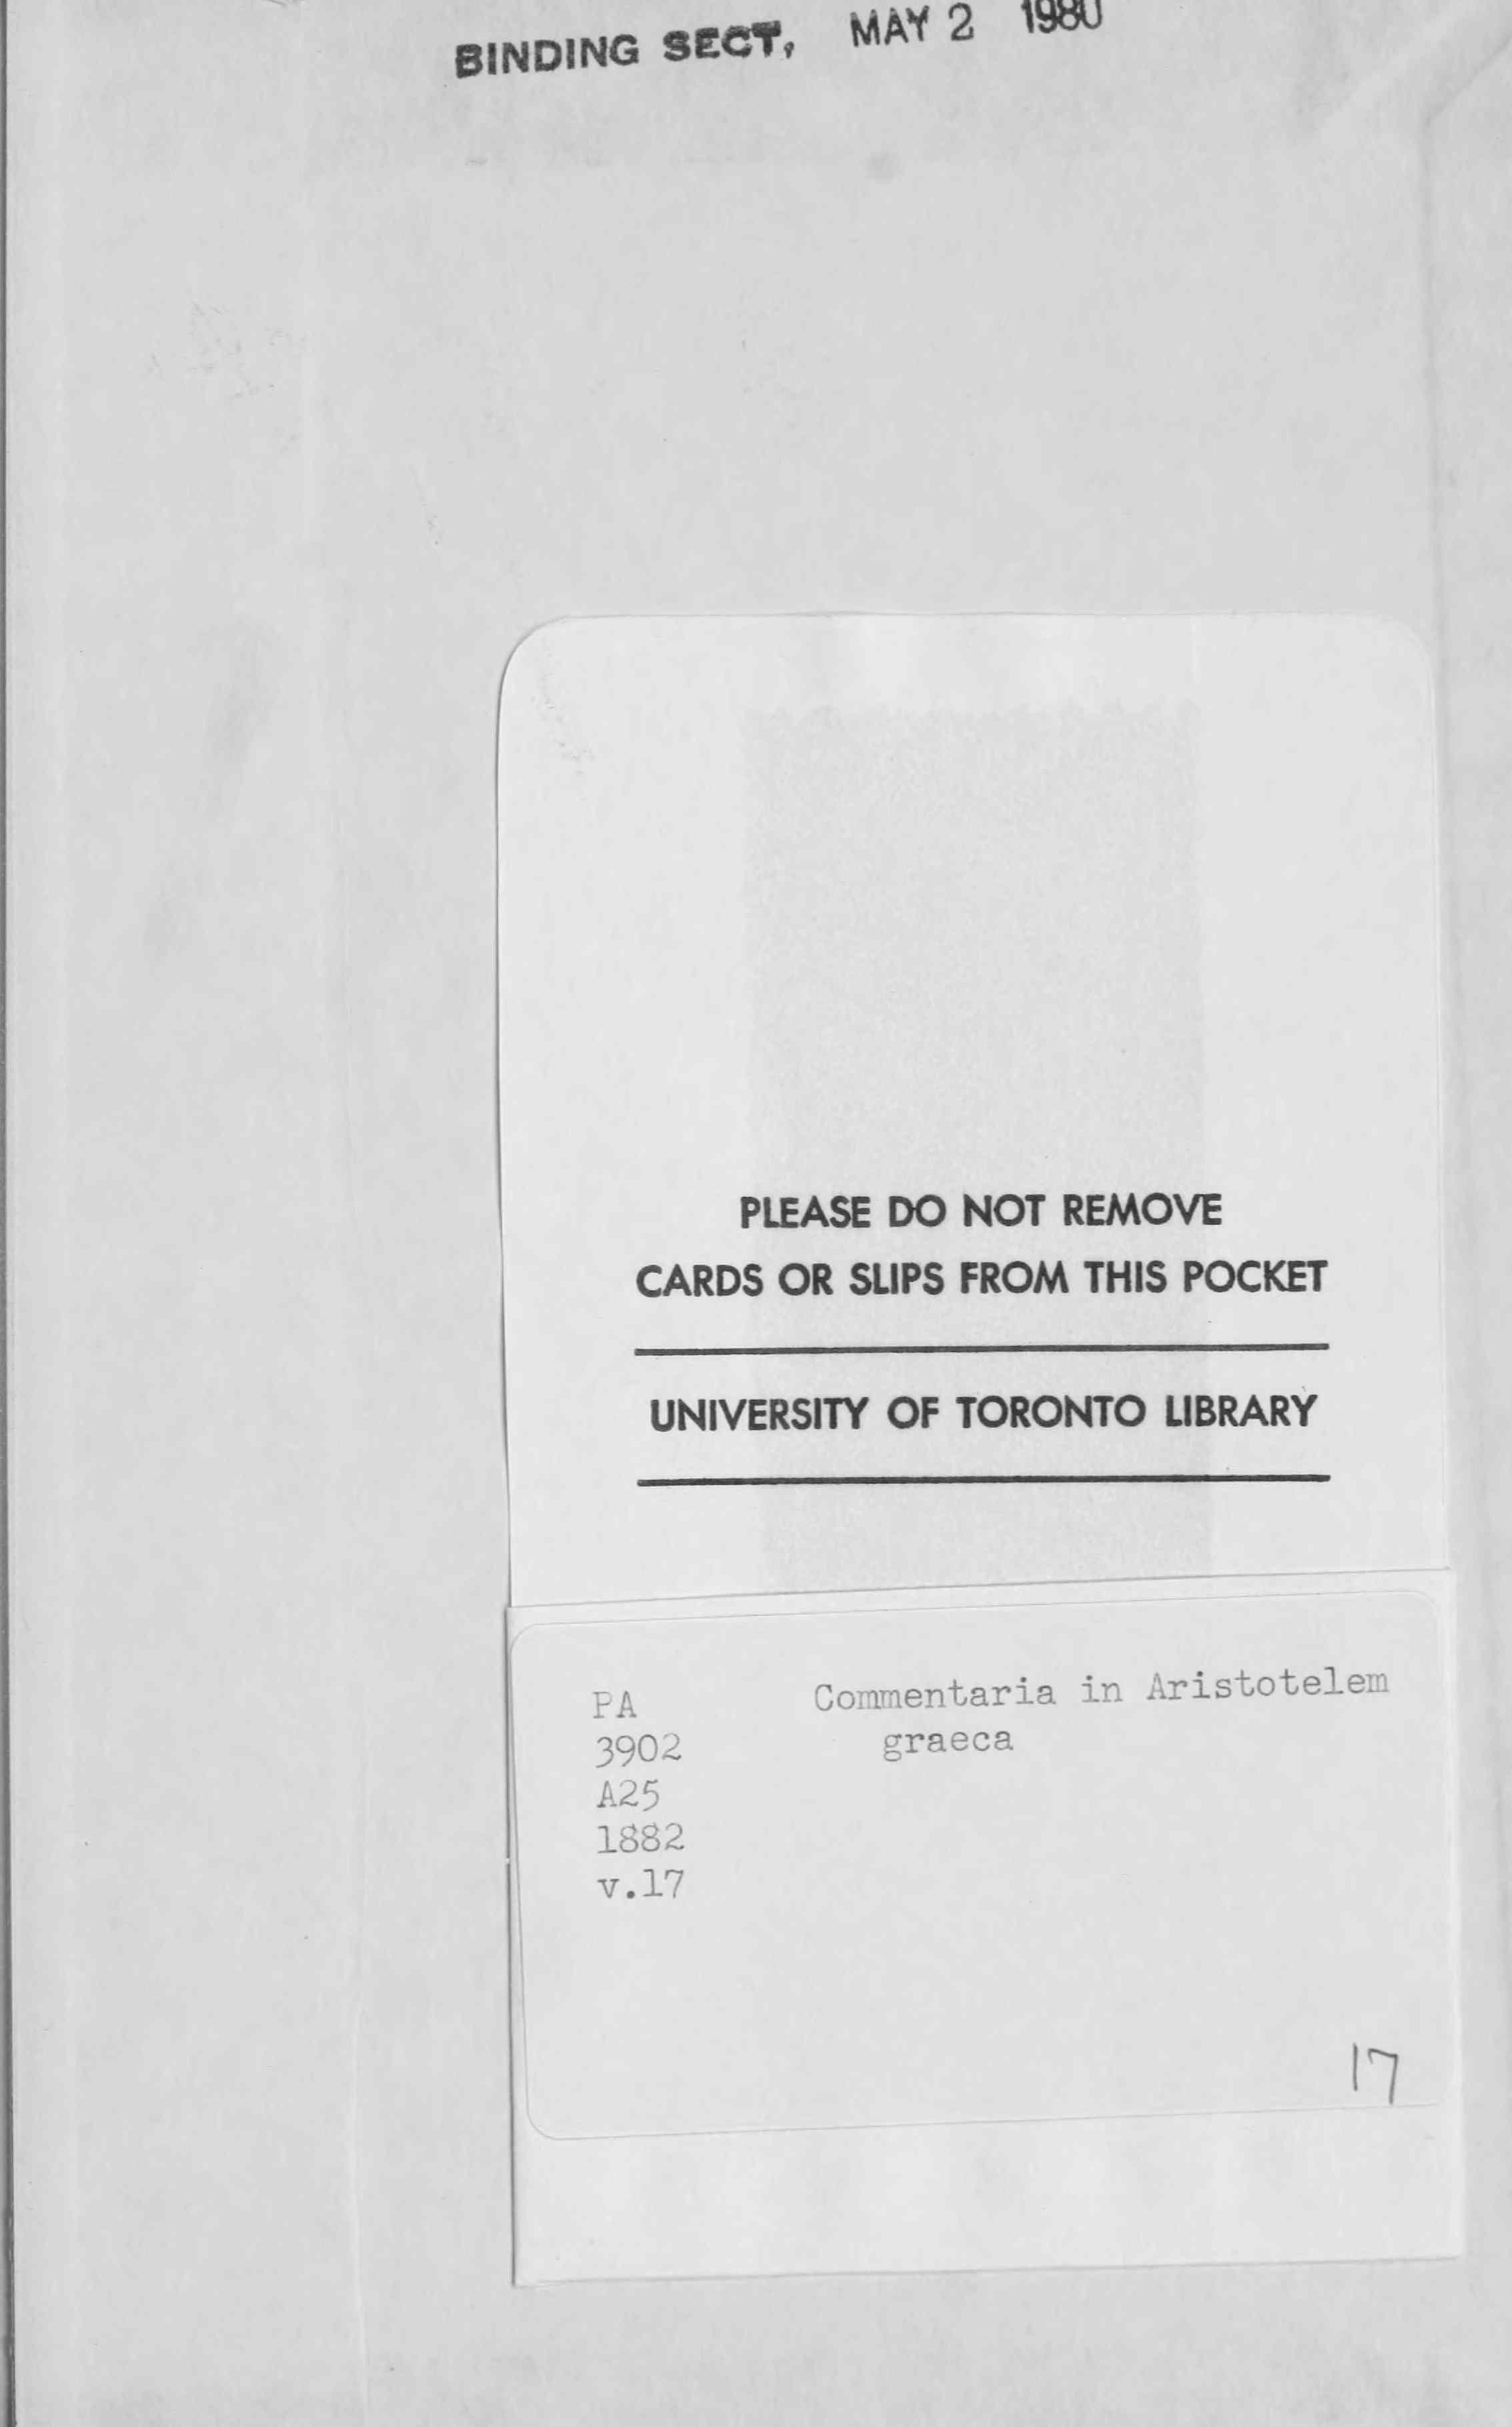 BINDING SECT, MAY 2 1980
PLEASE DO NOT REMOVE
CARDS OR SLIPS FROM THIS POCKET
UNIVERSITY OF TORONTO LIBRARY
PA
3902
A25
1882
v.17
Commentaria in Aristotelem
graeca
17